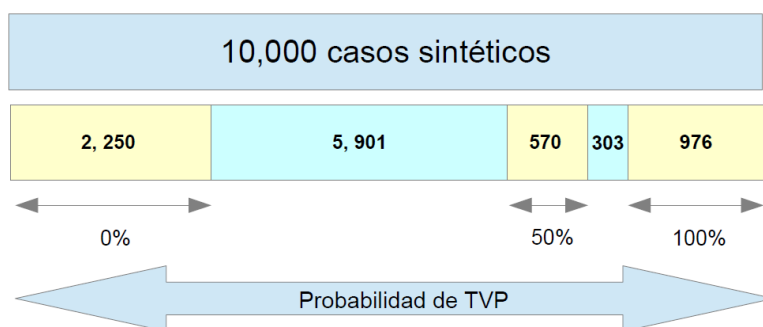 10,000 casos sintéticos
2, 250 5, 901 570 303 976
0% 50% 100%
Probabilidad de TVP